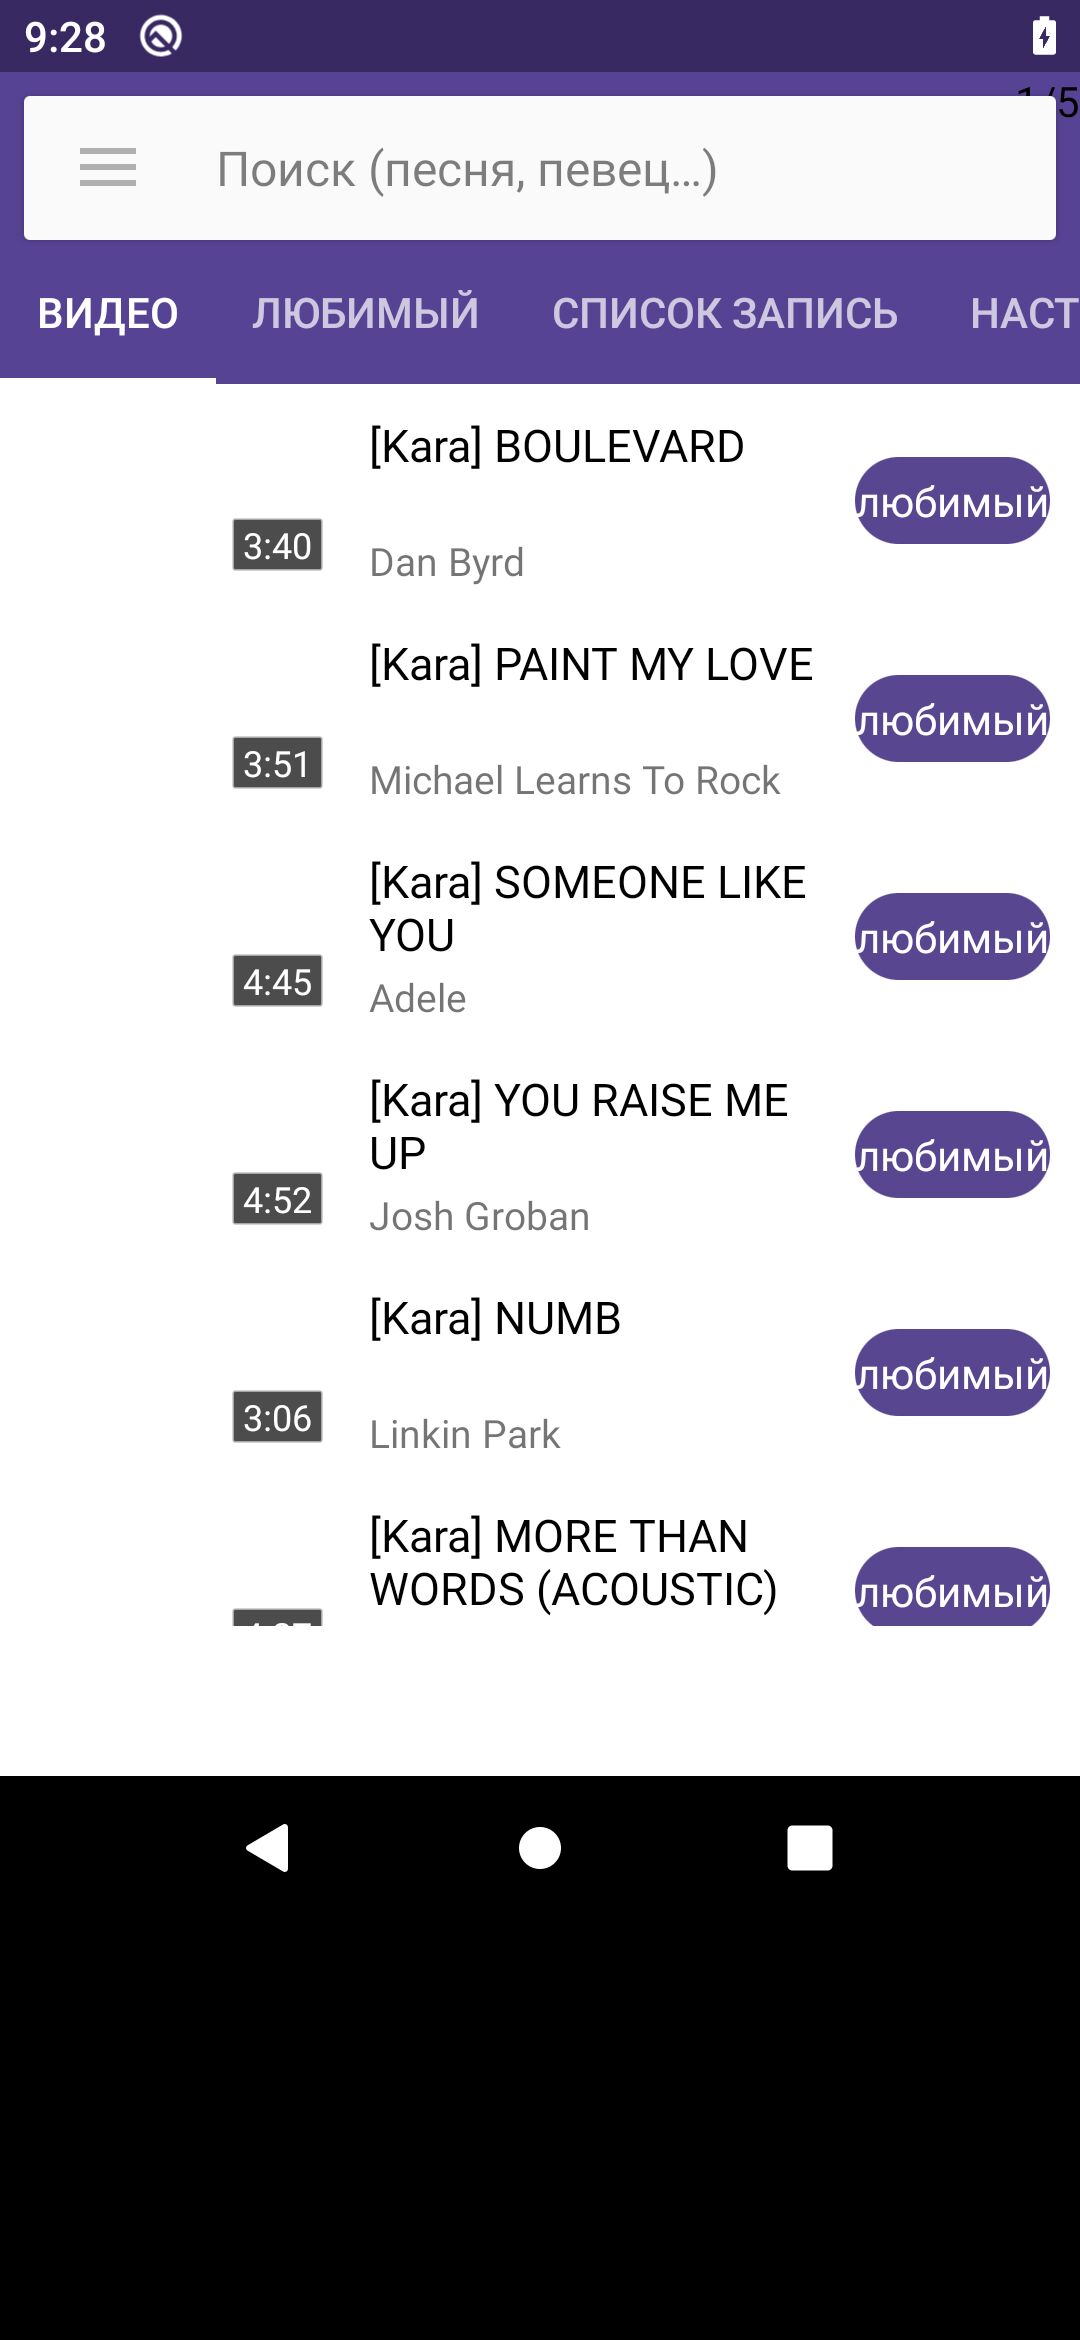 9:28
1/5
Поиск (песня, певец...)
ВИДЕО ЛЮБИМЫЙ СПИСОК ЗАПИСЬ НАСТ
[Kara] BOULEVARD
любимый
3:40
Dan Byrd
[Kara] PAINT MY LOVE
любимый
3:51
Michael Learns To Rock
[Kara] SOMEONE LIKE
YOU
любимый
4:45
Adele
[Kara] YOU RAISE ME
UP
любимый
4:52
Josh Groban
[Kara] NUMB
любимый
3:06
Linkin Park
[Kara] MORE THAN
WORDS (ACOUSTIC)
любимый